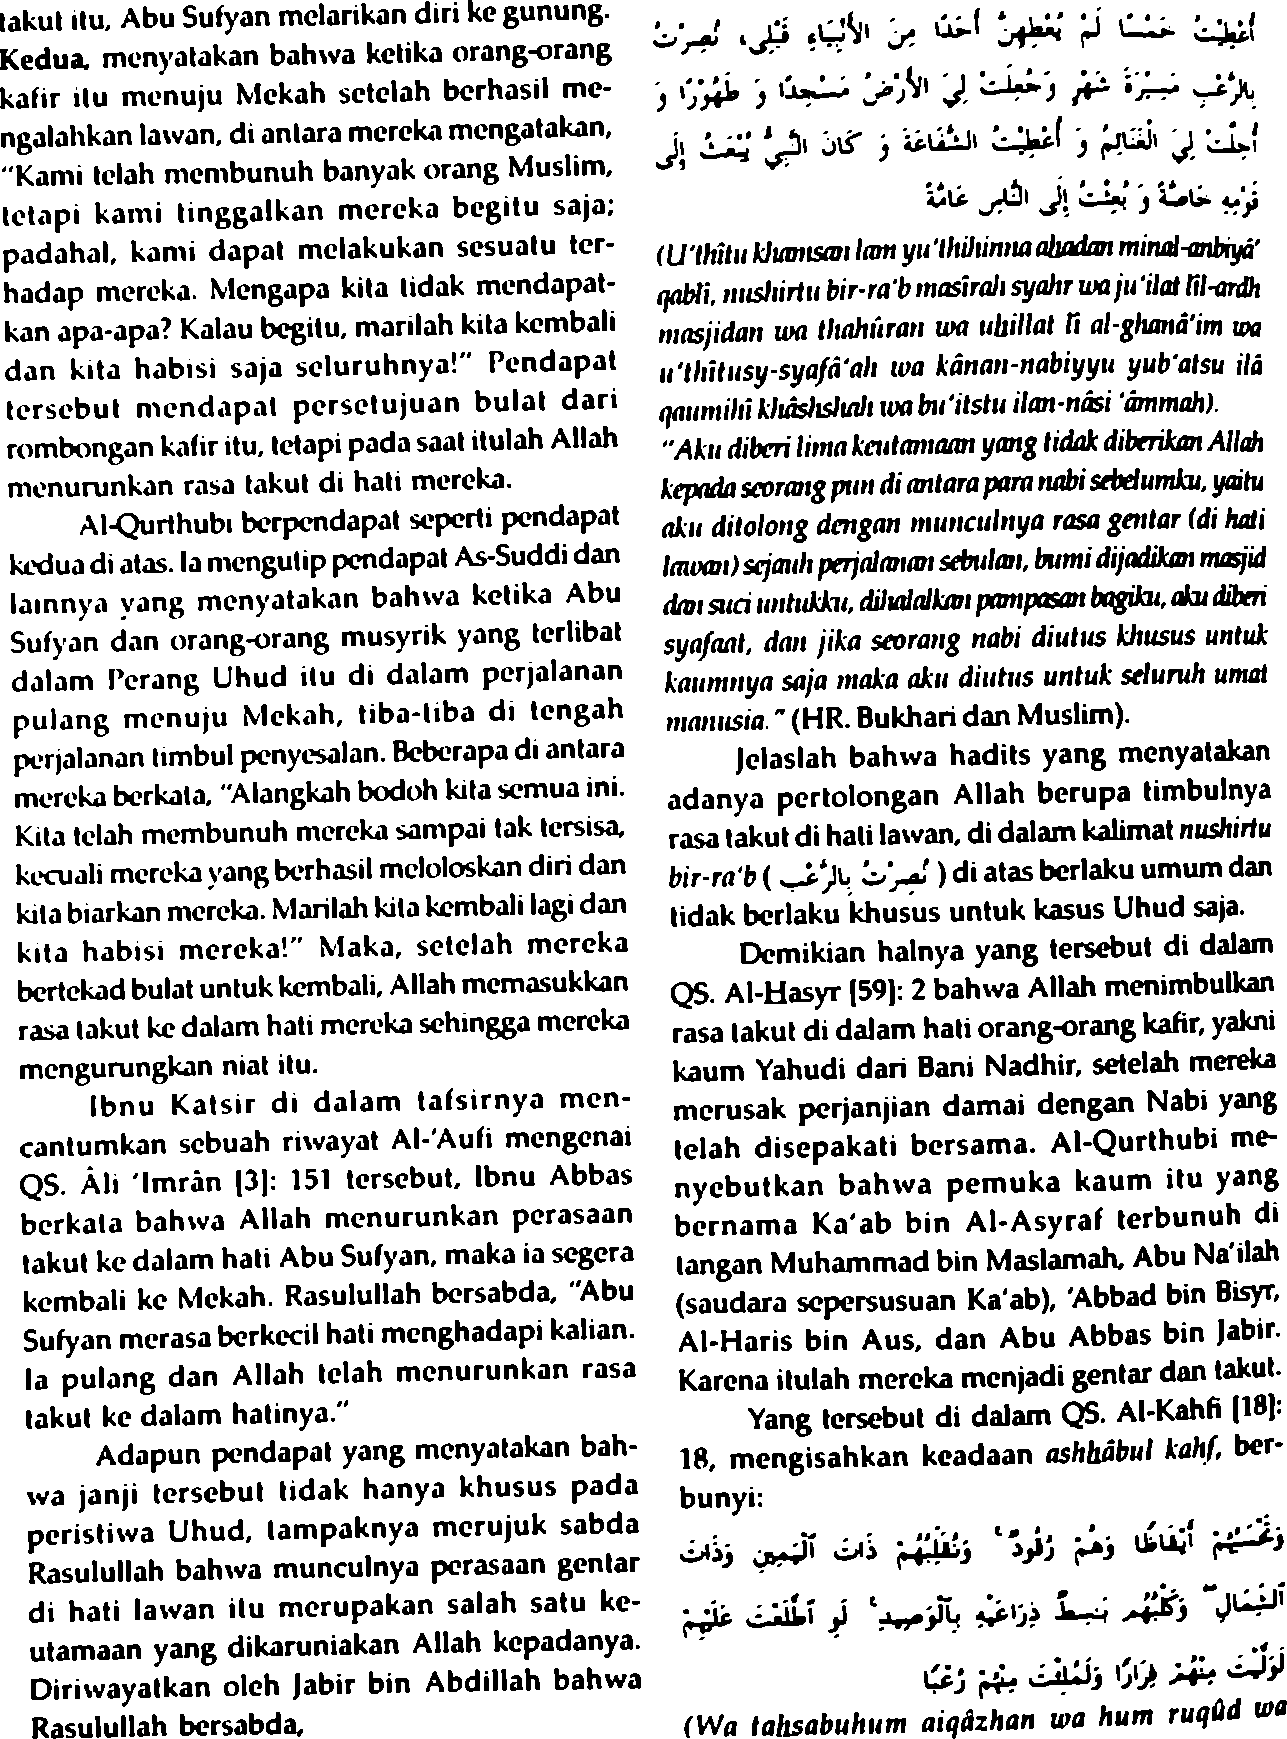 takut itu, Abu Sufyan melarikan diri ke gunung.
Kedua, menyatakan bahwa ketika orang-orang
kafir itu menuju Mekah setelah berhasil me-
ngalahkan lawan, di antara mereka mengatakan,
“Kami telah membunuh banyak orang Muslim,
tetapi kami tinggalkan mereka begitu saja;
padahal, kami dapat melakukan sesuatu ter-
hadap mereka. Mengapa kita tidak mendapat-
kan apa-apa? Kalau begitu, marilah kita kembali
dan kita habisi saja seluruhnya!” Pendapat
tersebut mendapat persetujuan bulat dari
rombongan kafir itu, tetapi pada saat itulah Allah
menurunkan rasa takut di hati mereka.
Al-Qurthubi berpendapat seperti pendapat
kedua di atas. Ia mengutip pendapat As-Suddi dan
lainnya yang menyatakan bahwa ketika Abu
Sufyan dan orang-orang musyrik yang terlibat
dalam Perang Uhud itu di dalam perjalanan
pulang menuju Mekah, tiba-tiba di tengah
perjalanan timbul penyesalan. Beberapa di antara
mereka berkata, “Alangkah bodoh kita semua ini.
Kita telah membunuh mereka sampai tak tersisa,
kecuali mereka yang berhasil meloloskan diri dan
kita biarkan mereka. Marilah kita kembali lagi dan
kita habisi mereka!” Maka, setelah mereka
bertekad bulat untuk kembali, Allah memasukkan
rasa takut ke dalam hati mereka sehingga mereka
mengurungkan niat itu.
Ibnu Katsir di dalam tafsirnya men-
cantumkan sebuah riwayat Al-‘Aufi mengenai
QS. Âli ‘Imrân [3]: 151 tersebut, Ibnu Abbas
berkata bahwa Allah menurunkan perasaan
takut ke dalam hati Abu Sufyan, maka ia segera
kembali ke Mekah. Rasulullah bersabda, “Abu
Sufyan merasa berkecil hati menghadapi kalian.
Ia pulang dan Allah telah menurunkan rasa
takut ke dalam hatinya.”
Adapun pendapat yang menyatakan bah-
wa janji tersebut tidak hanya khusus pada
peristiwa Uhud, tampaknya merujuk sabda
Rasulullah bahwa munculnya perasaan gentar
di hati lawan itu merupakan salah satu ke-
utamaan yang dikaruniakan Allah kepadanya.
Diriwayatkan oleh Jabir bin Abdillah bahwa
Rasulullah bersabda,
أُعْطِيْتُ خَمْسًا لَمْ يُعْطَهُنَّ أَحَدًا مِنَ الأَنْبِيَاءِ قَبْلِى، نُصِرْتُ
بِالرُّعْبِ مَسِيْرَةَ شَهْرٍ وَجُعِلَتْ لِيَ الأَرْضُ مَسْجِدًا وَ طَهُوْرًا وَ
أُحِلَّتْ لِيَ الْغَنَائِمُ وَ أُعْطِيْتُ الشَّفَاعَةَ وَ كَانَ النَّبِيُّ يُبْعَثُ إِلَى
قَوْمِهِ خَاصَّةً وَ بُعِثْتُ إِلَى النَّاسِ عَامَّةً
(U‘thîtu khamsan lam yu‘thihinna ahadan minal-anbiyâ’
qablî, nushirtu bir-ra‘b masîrah syahr wa ju‘ilat lil-ardh
masjidan wa thahûran wa uhillat lî al-ghanâ’im wa
u‘thîtusy-syafâ‘ah wa kânan-nabiyyu yub‘atsu ilâ
qaumihî khâshshah wa bu‘itstu ilan-nâsi ‘âmmah).
“Aku diberi lima keutamaan yang tidak diberikan Allah
kepada seorang pun di antara para nabi sebelumku, yaitu
aku ditolong dengan munculnya rasa gentar (di hati
lawan) sejauh perjalanan sebulan, bumi dijadikan masjid
dan suci untukku, dihalalkan pampasan bagiku, aku diberi
syafaat, dan jika seorang nabi diutus khusus untuk
kaumnya saja maka aku diutus untuk seluruh umat
manusia.” (HR. Bukhari dan Muslim).
Jelaslah bahwa hadits yang menyatakan
adanya pertolongan Allah berupa timbulnya
rasa takut di hati lawan, di dalam kalimat nushirtu
bir-ra‘b ( نُصِرْتُ بِالرُّعْبِ ) di atas berlaku umum dan
tidak berlaku khusus untuk kasus Uhud saja.
Demikian halnya yang tersebut di dalam
QS. Al-Hasyr [59]: 2 bahwa Allah menimbulkan
rasa takut di dalam hati orang-orang kafir, yakni
kaum Yahudi dari Bani Nadhir, setelah mereka
merusak perjanjian damai dengan Nabi yang
telah disepakati bersama. Al-Qurthubi me-
nyebutkan bahwa pemuka kaum itu yang
bernama Ka‘ab bin Al-Asyraf terbunuh di
tangan Muhammad bin Maslamah, Abu Na’ilah
(saudara sepersusuan Ka‘ab), ‘Abbad bin Bisyr,
Al-Haris bin Aus, dan Abu Abbas bin Jabir.
Karena itulah mereka menjadi gentar dan takut.
Yang tersebut di dalam QS. Al-Kahfi [18]:
18, mengisahkan keadaan ashhâbul kahf, ber-
bunyi:
وَتَحْسَبُهُمْ أَيْقَاظًا وَهُمْ رُقُودٌ ۚ وَنُقَلِّبُهُمْ ذَاتَ ٱلْيَمِينِ وَذَاتَ
ٱلشِّمَالِ ۖ وَكَلْبُهُم بَـٰسِطٌ ذِرَاعَيْهِ بِٱلْوَصِيدِ ۚ لَوِ ٱطَّلَعْتَ عَلَيْهِمْ
لَوَلَّيْتَ مِنْهُمْ فِرَارًا وَلَمُلِئْتَ مِنْهُمْ رُعْبًا
(Wa tahsabuhum aiqâzhan wa hum ruqûd wa